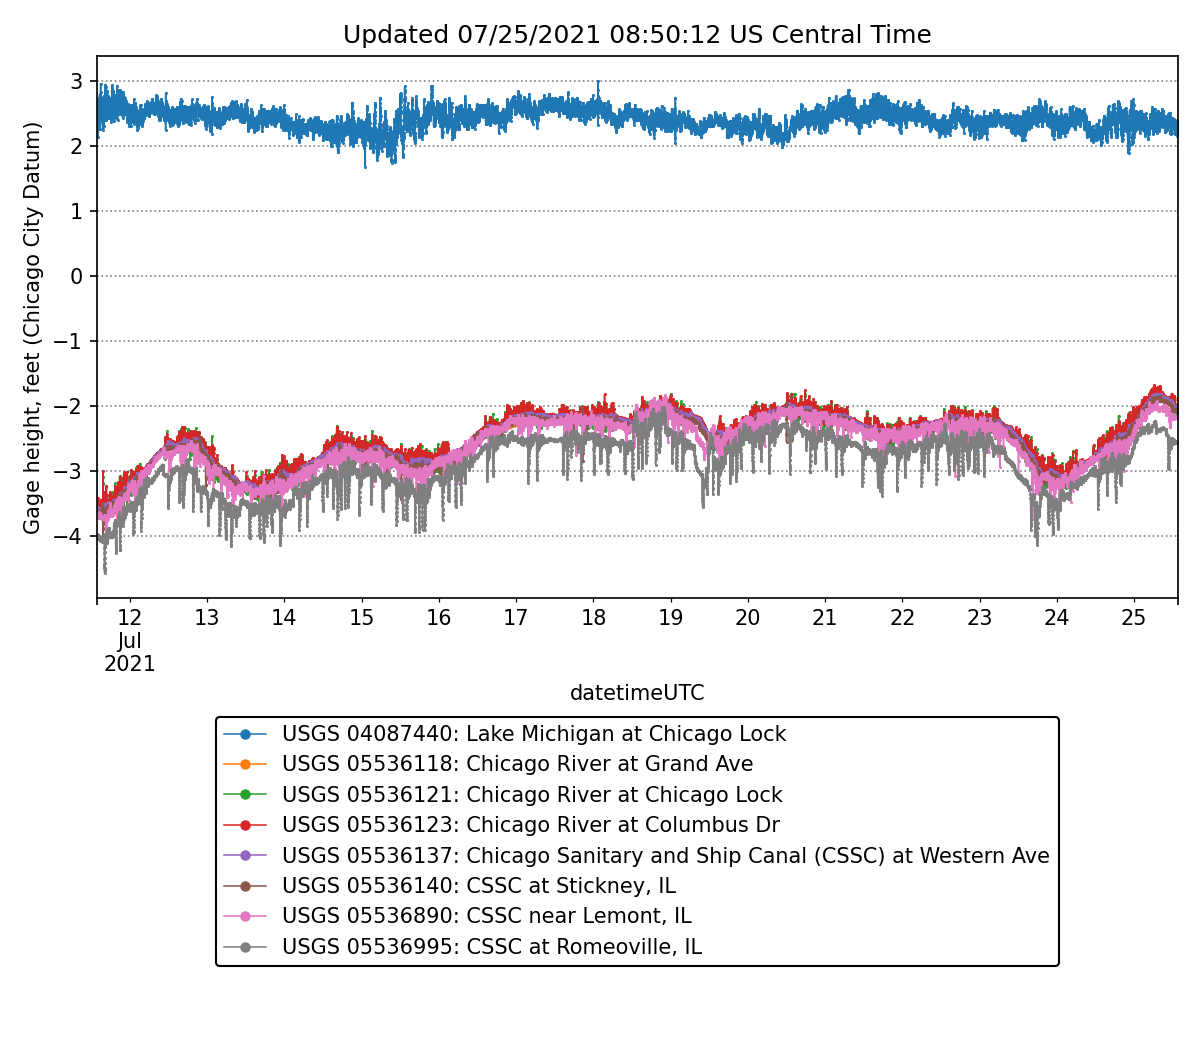 Updated 07/25/2021 08:50:12 US Central Time
Gage height, feet (Chicago City Datum)
3
2
1
0
−1
−2
−3
−4
12 13 14 15 16 17 18 19 20 21 22 23 24 25
Jul
2021
datetimeUTC
USGS 04087440: Lake Michigan at Chicago Lock
USGS 05536118: Chicago River at Grand Ave
USGS 05536121: Chicago River at Chicago Lock
USGS 05536123: Chicago River at Columbus Dr
USGS 05536137: Chicago Sanitary and Ship Canal (CSSC) at Western Ave
USGS 05536140: CSSC at Stickney, IL
USGS 05536890: CSSC near Lemont, IL
USGS 05536995: CSSC at Romeoville, IL